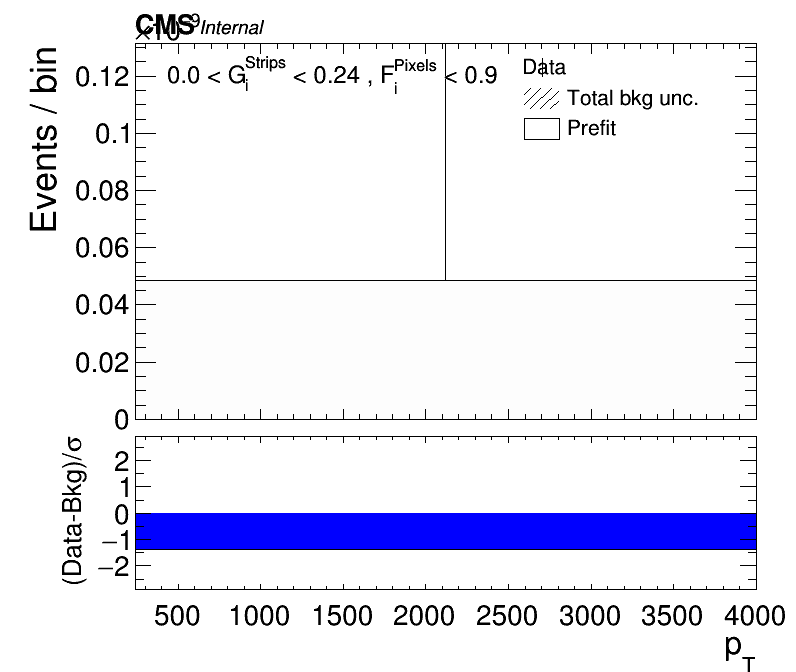 CMS Internal
×10⁻⁹
0.0 < G_i^Strips < 0.24 , F_i^Pixels < 0.9
Data
Total bkg unc.
Prefit
Events / bin
0.12
0.1
0.08
0.06
0.04
0.02
0
(Data-Bkg)/σ
2
1
0
−1
−2
500 1000 1500 2000 2500 3000 3500 4000
p_T